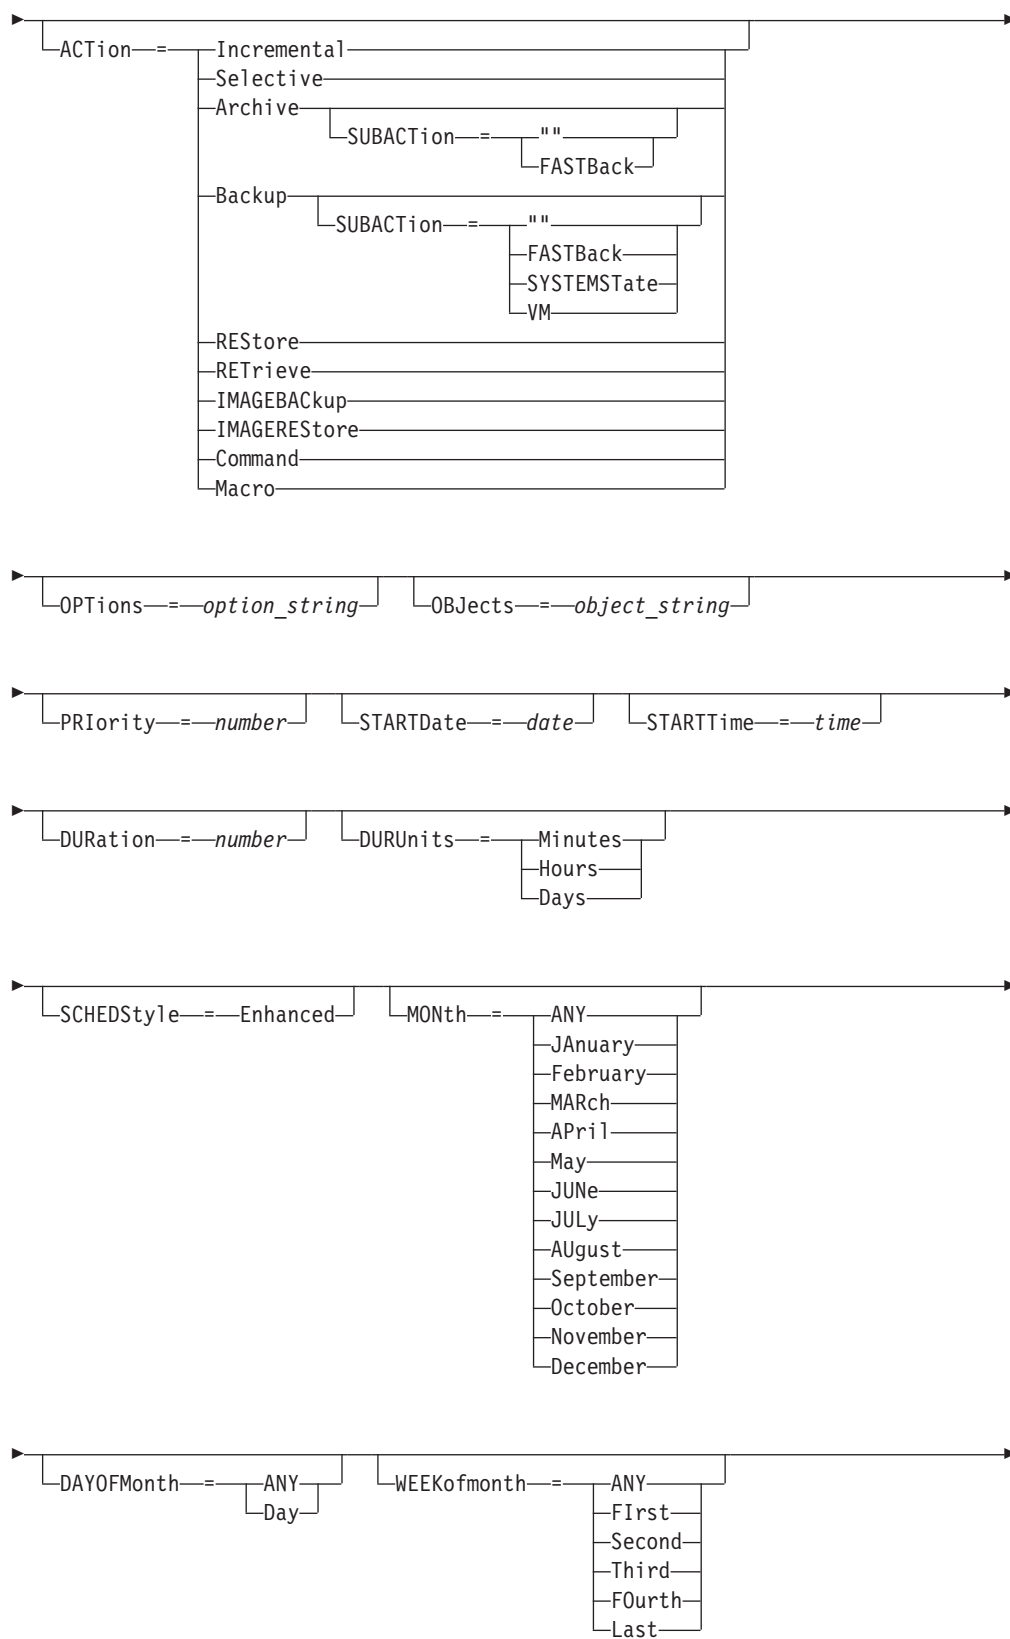 ACTion = Incremental
Selective
Archive
SUBACTion = ""
FASTBack
Backup
SUBACTion = ""
FASTBack
SYSTEMSTate
VM
REStore
RETrieve
IMAGEBACkup
IMAGEREStore
Command
Macro
OPTions = option_string OBJects = object_string
PRIority = number STARTDate = date STARTTime = time
DURation = number DURUnits = Minutes
Hours
Days
SCHEDStyle = Enhanced MONth = ANY
JAnuary
February
MARch
APril
May
JUNe
JULy
AUgust
September
October
November
December
DAYOFMonth = ANY WEEKofmonth = ANY
Day FIrst
Second
Third
FOurth
Last